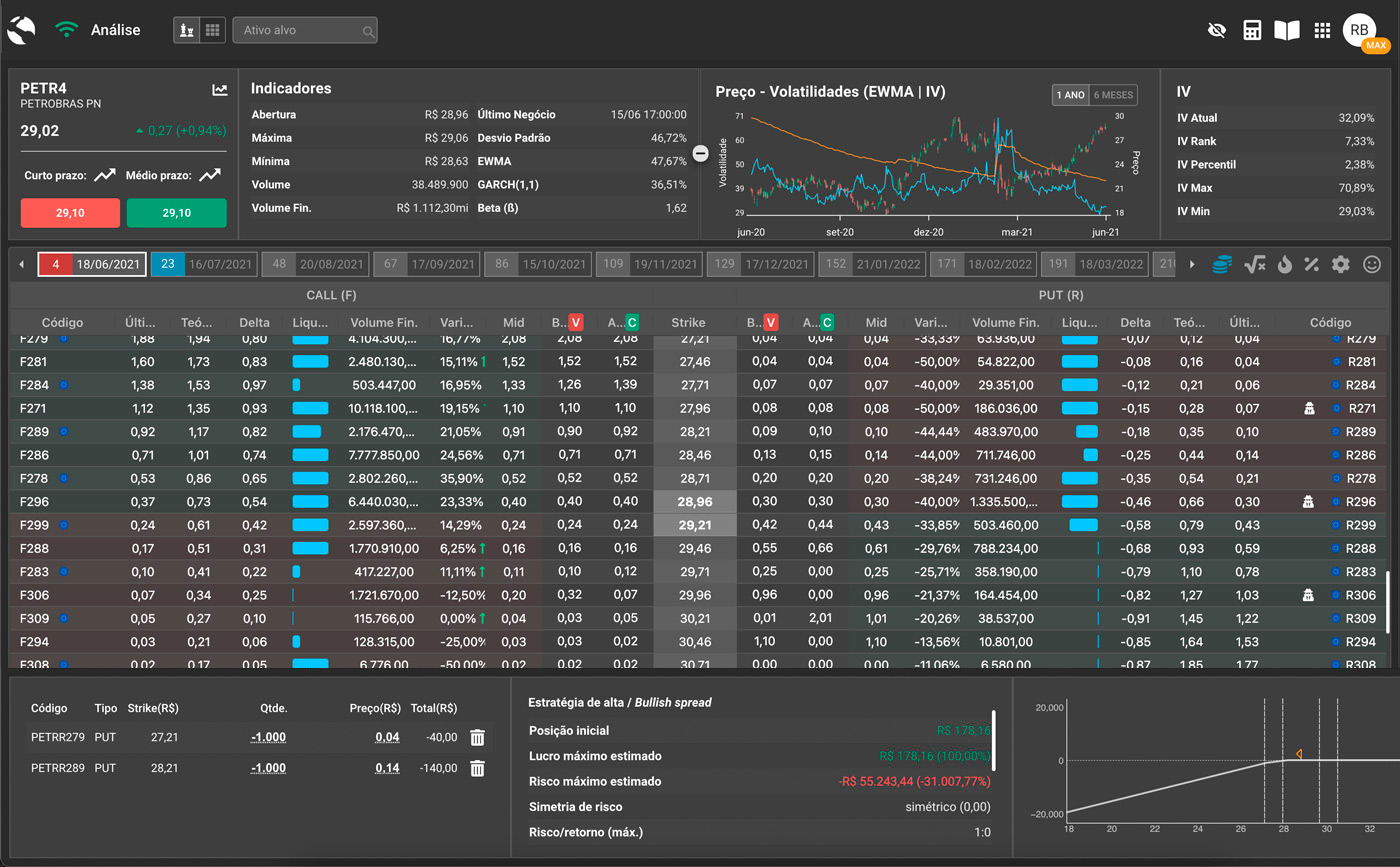 Análise Ativo alvo RB
MAX
PETR4
PETROBRAS PN
29,02 0,27 (+0,94%)
Curto prazo: Médio prazo:
29,10 29,10
Indicadores
Abertura R$ 28,96 Último Negócio 15/06 17:00:00
Máxima R$ 29,06 Desvio Padrão 46,72%
Mínima R$ 28,63 EWMA 47,67%
Volume 38.489.900 GARCH(1,1) 36,51%
Volume Fin. R$ 1.112,30mi Beta (ß) 1,62
Preço - Volatilidades (EWMA | IV) 1 ANO 6 MESES
71 30
60 27
50 24
39 21
29 18
Volatilidade
Preço
jun-20 set-20 dez-20 mar-21 jun-21
IV
IV Atual 32,09%
IV Rank 7,33%
IV Percentil 2,38%
IV Max 70,89%
IV Min 29,03%
4 18/06/2021 23 16/07/2021 48 20/08/2021 67 17/09/2021 86 15/10/2021 109 19/11/2021 129 17/12/2021 152 21/01/2022 171 18/02/2022 191 18/03/2022 210
CALL (F) PUT (R)
Código Últi... Teó... Delta Liqu... Volume Fin. Vari... Mid B.. V A.. C Strike B.. V A.. C Mid Vari... Volume Fin. Liqu... Delta Teó... Últi... Código
F279 1,88 1,94 0,80 4.104.300,... 16,77% 2,08 2,08 2,08 27,21 0,04 0,04 0,04 -33,33% 63.936,00 -0,07 0,12 0,04 R279
F281 1,60 1,73 0,83 2.480.130,... 15,11% 1,52 1,52 1,52 27,46 0,04 0,04 0,04 -50,00% 54.822,00 -0,08 0,16 0,04 R281
F284 1,38 1,53 0,97 503.447,00 16,95% 1,33 1,26 1,39 27,71 0,07 0,07 0,07 -40,00% 29.351,00 -0,12 0,21 0,06 R284
F271 1,12 1,35 0,93 10.118.100,... 19,15% 1,10 1,10 1,10 27,96 0,08 0,08 0,08 -50,00% 186.036,00 -0,15 0,28 0,07 R271
F289 0,92 1,17 0,82 2.176.470,... 21,05% 0,91 0,90 0,92 28,21 0,09 0,10 0,10 -44,44% 483.970,00 -0,18 0,35 0,10 R289
F286 0,71 1,01 0,74 7.777.850,00 24,56% 0,71 0,71 0,71 28,46 0,13 0,15 0,14 -44,00% 711.746,00 -0,25 0,44 0,14 R286
F278 0,53 0,86 0,65 2.802.260,... 35,90% 0,52 0,52 0,52 28,71 0,20 0,20 0,20 -38,24% 731.246,00 -0,35 0,54 0,21 R278
F296 0,37 0,73 0,54 6.440.030,... 23,33% 0,40 0,40 0,40 28,96 0,30 0,30 0,30 -40,00% 1.335.500,... -0,46 0,66 0,30 R296
F299 0,24 0,61 0,42 2.597.360,... 14,29% 0,24 0,24 0,24 29,21 0,42 0,44 0,43 -33,85% 503.460,00 -0,58 0,79 0,43 R299
F288 0,17 0,51 0,31 1.770.910,00 6,25% 0,16 0,16 0,16 29,46 0,55 0,66 0,61 -29,76% 788.234,00 -0,68 0,93 0,59 R288
F283 0,10 0,41 0,22 417.227,00 11,11% 0,11 0,10 0,12 29,71 0,25 0,00 0,25 -25,71% 358.190,00 -0,79 1,10 0,78 R283
F306 0,07 0,34 0,25 1.721.670,00 -12,50% 0,20 0,32 0,07 29,96 0,96 0,00 0,96 -21,37% 164.454,00 -0,82 1,27 1,03 R306
F309 0,05 0,27 0,10 115.766,00 0,00% 0,04 0,03 0,05 30,21 0,01 2,01 1,01 -20,26% 38.537,00 -0,91 1,45 1,22 R309
F294 0,03 0,21 0,06 128.315,00 -25,00% 0,03 0,03 0,02 30,46 1,10 0,00 1,10 -13,56% 10.801,00 -0,85 1,64 1,53 R294
F308 0,02 0,17 0,05 6.776,00 -50,00% 0,02 0,02 0,02 30,71 0,00 0,00 0,00 -11,06% 6.580,00 -0,87 1,85 1,77 R308
Código Tipo Strike(R$) Qtde. Preço(R$) Total(R$)
PETRR279 PUT 27,21 -1.000 0.04 -40,00
PETRR289 PUT 28,21 -1.000 0.14 -140,00
Estratégia de alta / Bullish spread
Posição inicial R$ 178,16
Lucro máximo estimado R$ 178,16 (100,00%)
Risco máximo estimado -R$ 55.243,44 (-31.007,77%)
Simetria de risco simétrico (0,00)
Risco/retorno (máx.) 1:0
20,000
0
−20,000
18 20 22 24 26 28 30 32